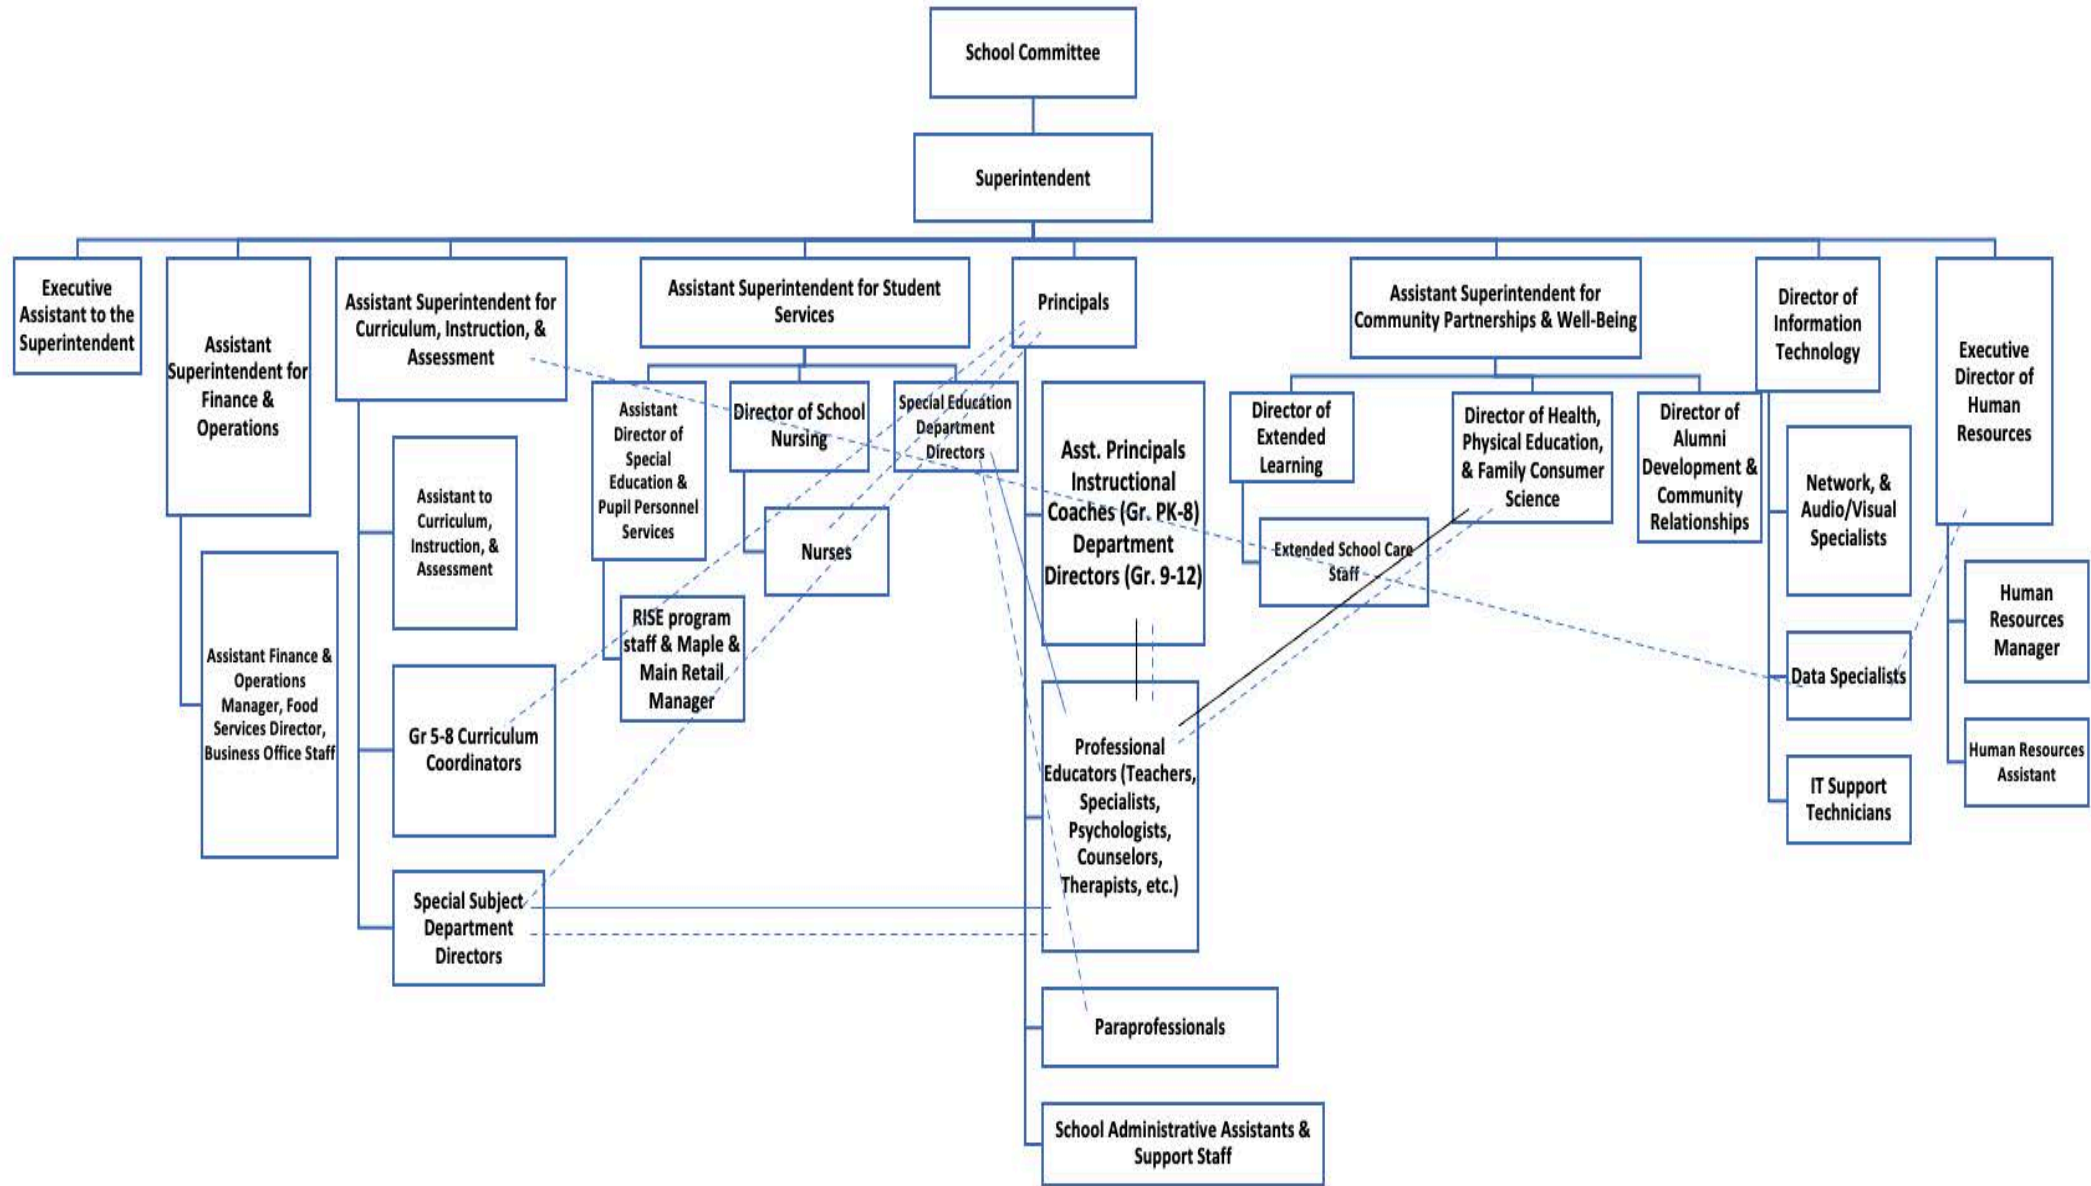 School Committee
Superintendent
Executive
Assistant to the
Superintendent
Assistant
Superintendent for
Finance &
Operations
Assistant Superintendent for
Curriculum, Instruction, &
Assessment
Assistant Superintendent for Student
Services
Principals
Assistant Superintendent for
Community Partnerships & Well-Being
Director of
Information
Technology
Executive
Director of
Human
Resources
Assistant Finance &
Operations
Manager, Food
Services Director,
Business Office Staff
Assistant to
Curriculum,
Instruction, &
Assessment
Gr 5-8 Curriculum
Coordinators
Special Subject
Department
Directors
Assistant
Director of
Special
Education &
Pupil Personnel
Services
RISE program
staff & Maple &
Main Retail
Manager
Director of School
Nursing
Nurses
Special Education
Department
Directors
Asst. Principals
Instructional
Coaches (Gr. PK-8)
Department
Directors (Gr. 9-12)
Professional
Educators (Teachers,
Specialists,
Psychologists,
Counselors,
Therapists, etc.)
Paraprofessionals
School Administrative Assistants &
Support Staff
Director of
Extended
Learning
Extended School Care
Staff
Director of Health,
Physical Education,
& Family Consumer
Science
Director of
Alumni
Development &
Community
Relationships
Network, &
Audio/Visual
Specialists
Data Specialists
IT Support
Technicians
Human
Resources
Manager
Human Resources
Assistant